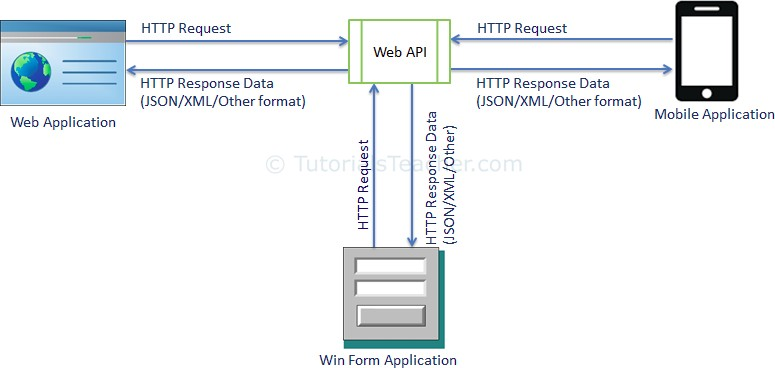 HTTP Request
HTTP Request
Web API
HTTP Response Data
(JSON/XML/Other format)
HTTP Response Data
(JSON/XML/Other format)
Web Application
Mobile Application
© TutorialsTeacher.com
HTTP Request
HTTP Response Data
(JSON/XML/Other)
Win Form Application